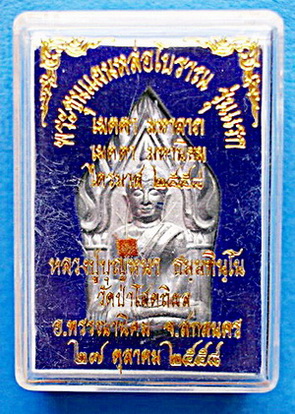 พระขุนแผนหล่อโบราณ รุ่นแรก
เมตตา มหาลาภ
เมตตา มหานิยม
ไตรมาส ๒๕๕๘
หลวงปู่บุญหนา ธมฺมทินฺโน
วัดป่าโสตถิผล
อ.พรรณานิคม จ.สกลนคร
๒๗ ตุลาคม ๒๕๕๘